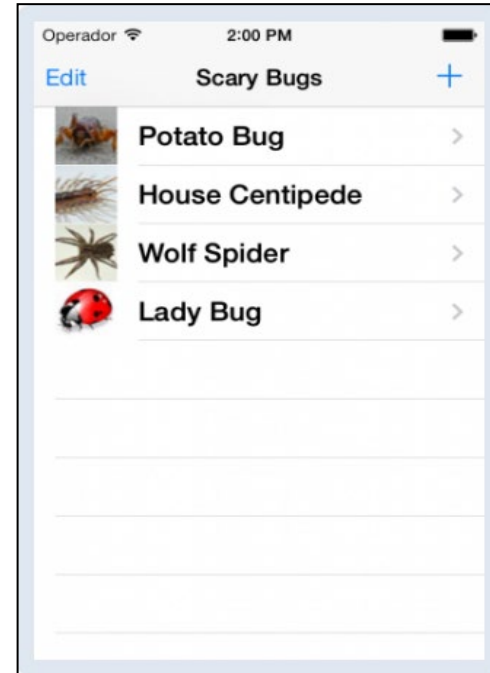 Operador 2:00 PM
Edit Scary Bugs +
Potato Bug
House Centipede
Wolf Spider
Lady Bug